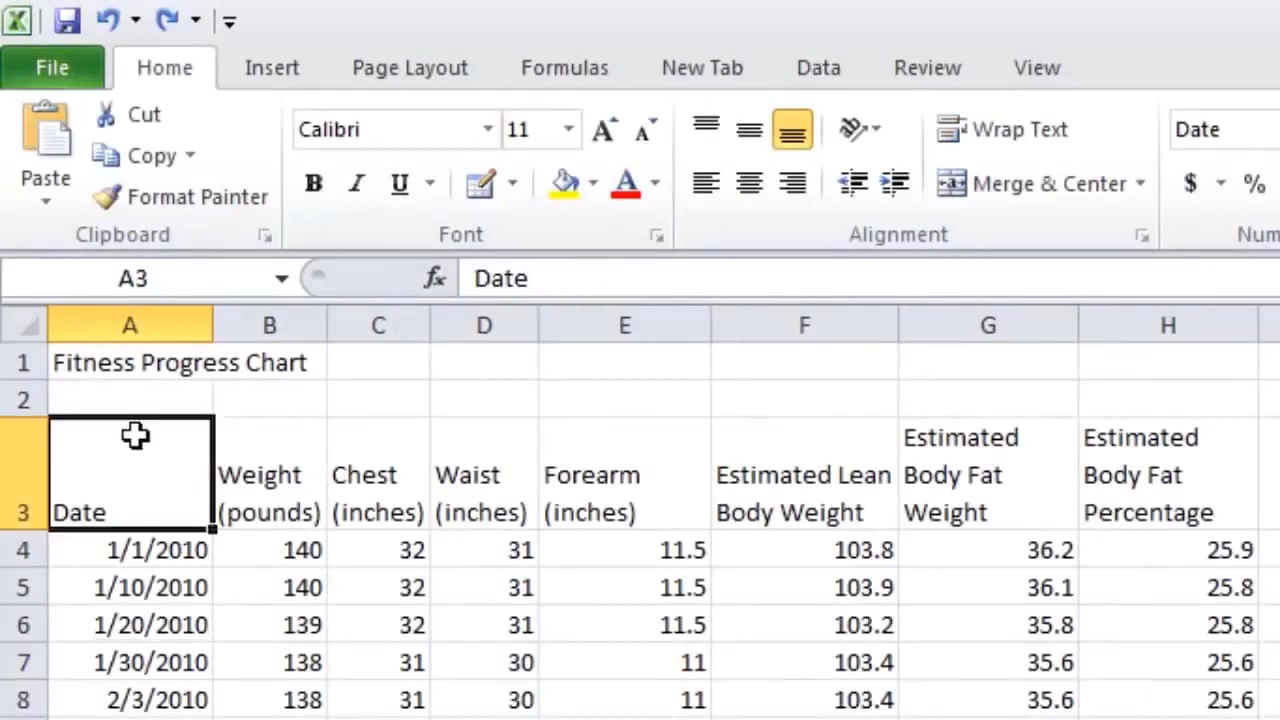 File Home Insert Page Layout Formulas New Tab Data Review View
Cut
Calibri 11 Wrap Text Date
Copy
Paste
B I U A Merge & Center $ %
Format Painter
Clipboard Font Alignment Num
A3 fx Date
A B C D E F G H
1 Fitness Progress Chart
2
Estimated Estimated
Weight Chest Waist Forearm Estimated Lean Body Fat Body Fat
3 Date (pounds) (inches) (inches) (inches) Body Weight Weight Percentage
4 1/1/2010 140 32 31 11.5 103.8 36.2 25.9
5 1/10/2010 140 32 31 11.5 103.9 36.1 25.8
6 1/20/2010 139 32 31 11.5 103.2 35.8 25.8
7 1/30/2010 138 31 30 11 103.4 35.6 25.6
8 2/3/2010 138 31 30 11 103.4 35.6 25.6